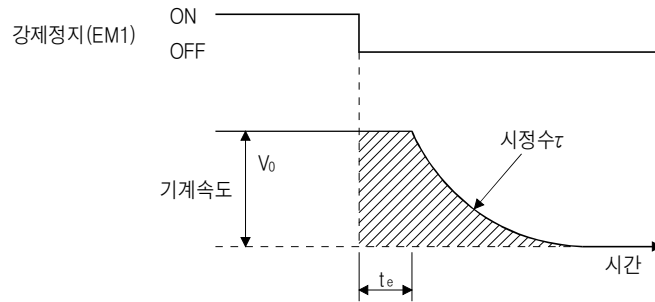 강제정지(EM1)
ON
OFF
시정수τ
V₀
기계속도
시간
tₑ